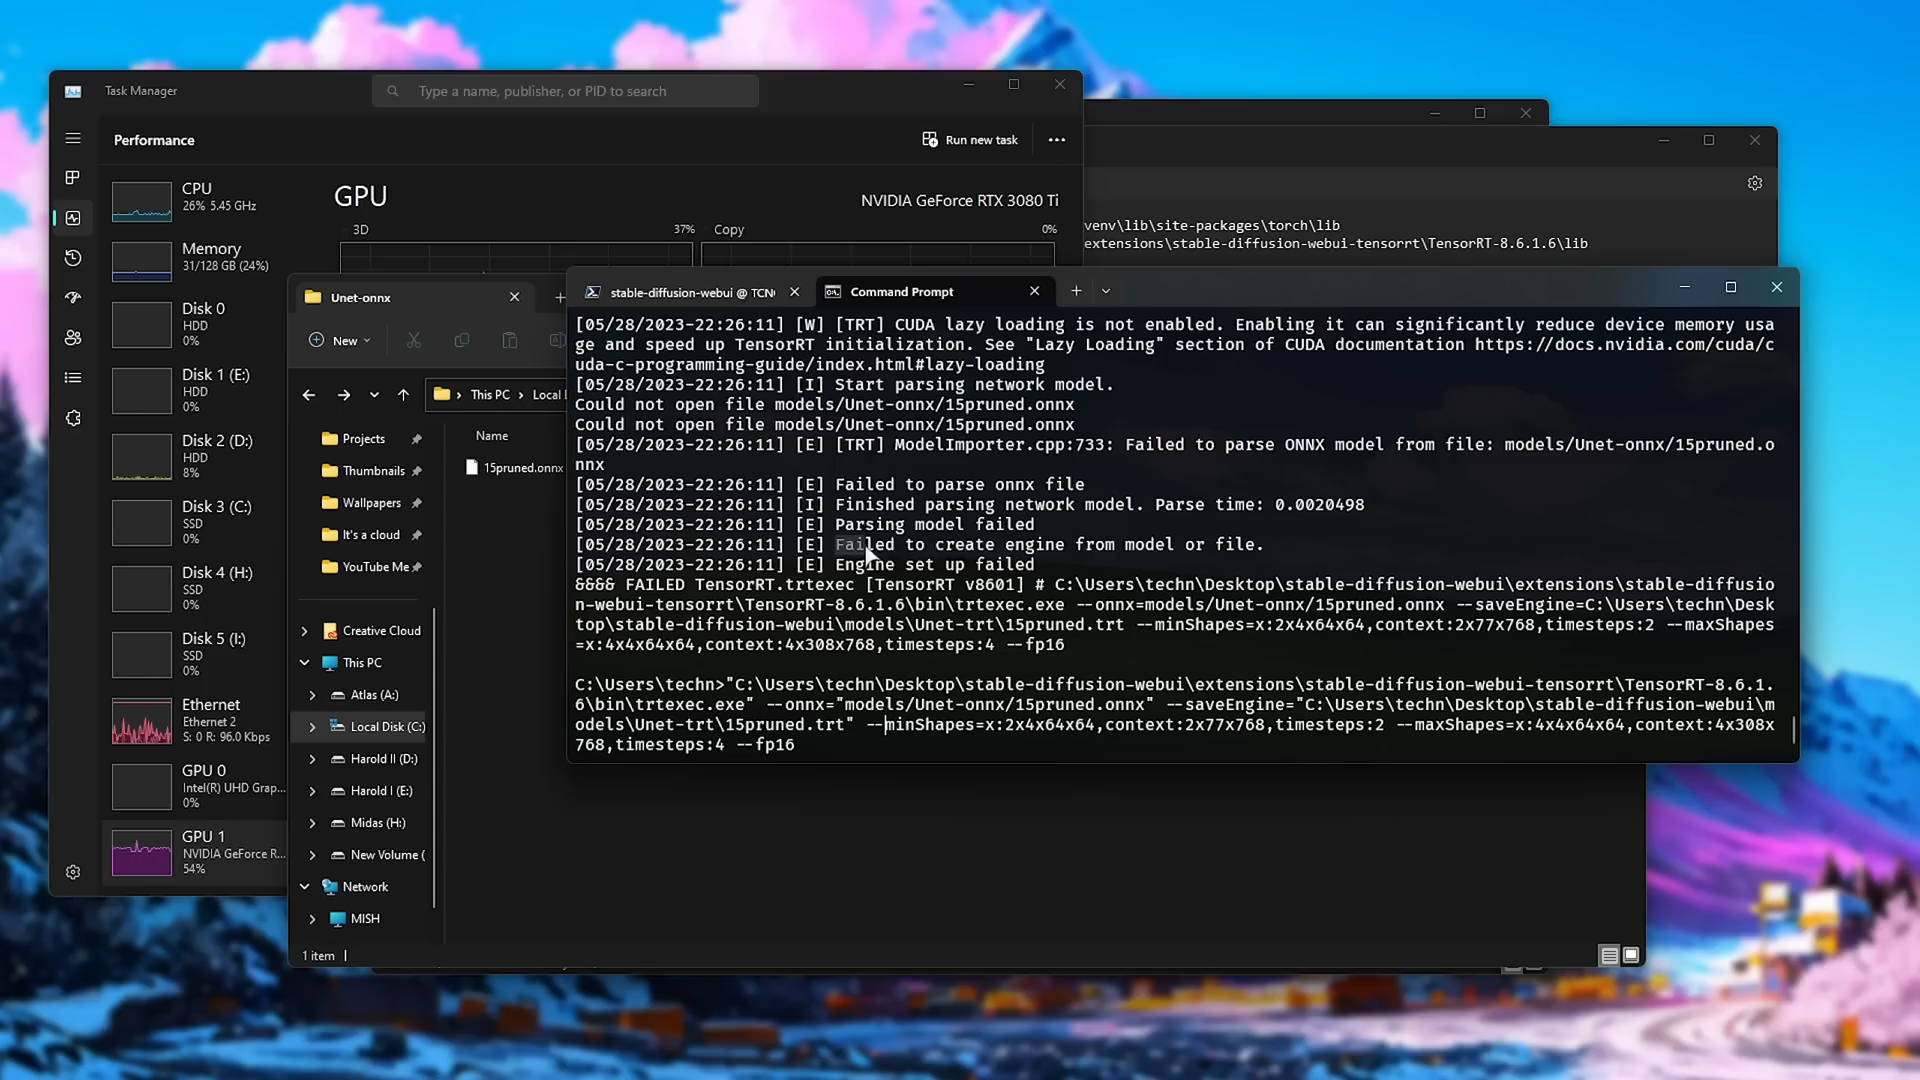 Task Manager
Type a name, publisher, or PID to search
Performance
Run new task
CPU
26% 5.45 GHz
Memory
31/128 GB (24%)
Disk 0
HDD
0%
Disk 1 (E:)
HDD
0%
Disk 2 (D:)
HDD
8%
Disk 3 (C:)
SSD
0%
Disk 4 (H:)
SSD
0%
Disk 5 (I:)
SSD
0%
Ethernet
Ethernet 2
S: 0 R: 96.0 Kbps
GPU 0
Intel(R) UHD Grap...
0%
GPU 1
NVIDIA GeForce R...
54%
GPU
NVIDIA GeForce RTX 3080 Ti
3D 37%
Copy 0%
venv\lib\site-packages\torch\lib
extensions\stable-diffusion-webui-tensorrt\TensorRT-8.6.1.6\lib
Unet-onnx
New
This PC > Local
Projects
Thumbnails
Wallpapers
It's a cloud
YouTube Me
Creative Cloud
This PC
Atlas (A:)
Local Disk (C:)
Harold II (D:)
Harold I (E:)
Midas (H:)
New Volume (
Network
MISH
Name
15pruned.onnx
1 item
stable-diffusion-webui @ TCN
Command Prompt
[05/28/2023-22:26:11] [W] [TRT] CUDA lazy loading is not enabled. Enabling it can significantly reduce device memory usa
ge and speed up TensorRT initialization. See "Lazy Loading" section of CUDA documentation https://docs.nvidia.com/cuda/c
uda-c-programming-guide/index.html#lazy-loading
[05/28/2023-22:26:11] [I] Start parsing network model.
Could not open file models/Unet-onnx/15pruned.onnx
Could not open file models/Unet-onnx/15pruned.onnx
[05/28/2023-22:26:11] [E] [TRT] ModelImporter.cpp:733: Failed to parse ONNX model from file: models/Unet-onnx/15pruned.o
nnx
[05/28/2023-22:26:11] [E] Failed to parse onnx file
[05/28/2023-22:26:11] [I] Finished parsing network model. Parse time: 0.0020498
[05/28/2023-22:26:11] [E] Parsing model failed
[05/28/2023-22:26:11] [E] Failed to create engine from model or file.
[05/28/2023-22:26:11] [E] Engine set up failed
&&&& FAILED TensorRT.trtexec [TensorRT v8601] # C:\Users\techn\Desktop\stable-diffusion-webui\extensions\stable-diffusio
n-webui-tensorrt\TensorRT-8.6.1.6\bin\trtexec.exe --onnx=models/Unet-onnx/15pruned.onnx --saveEngine=C:\Users\techn\Desk
top\stable-diffusion-webui\models\Unet-trt\15pruned.trt --minShapes=x:2x4x64x64,context:2x77x768,timesteps:2 --maxShapes
=x:4x4x64x64,context:4x308x768,timesteps:4 --fp16
C:\Users\techn>"C:\Users\techn\Desktop\stable-diffusion-webui\extensions\stable-diffusion-webui-tensorrt\TensorRT-8.6.1.
6\bin\trtexec.exe" --onnx="models/Unet-onnx/15pruned.onnx" --saveEngine="C:\Users\techn\Desktop\stable-diffusion-webui\m
odels\Unet-trt\15pruned.trt" --minShapes=x:2x4x64x64,context:2x77x768,timesteps:2 --maxShapes=x:4x4x64x64,context:4x308x
768,timesteps:4 --fp16